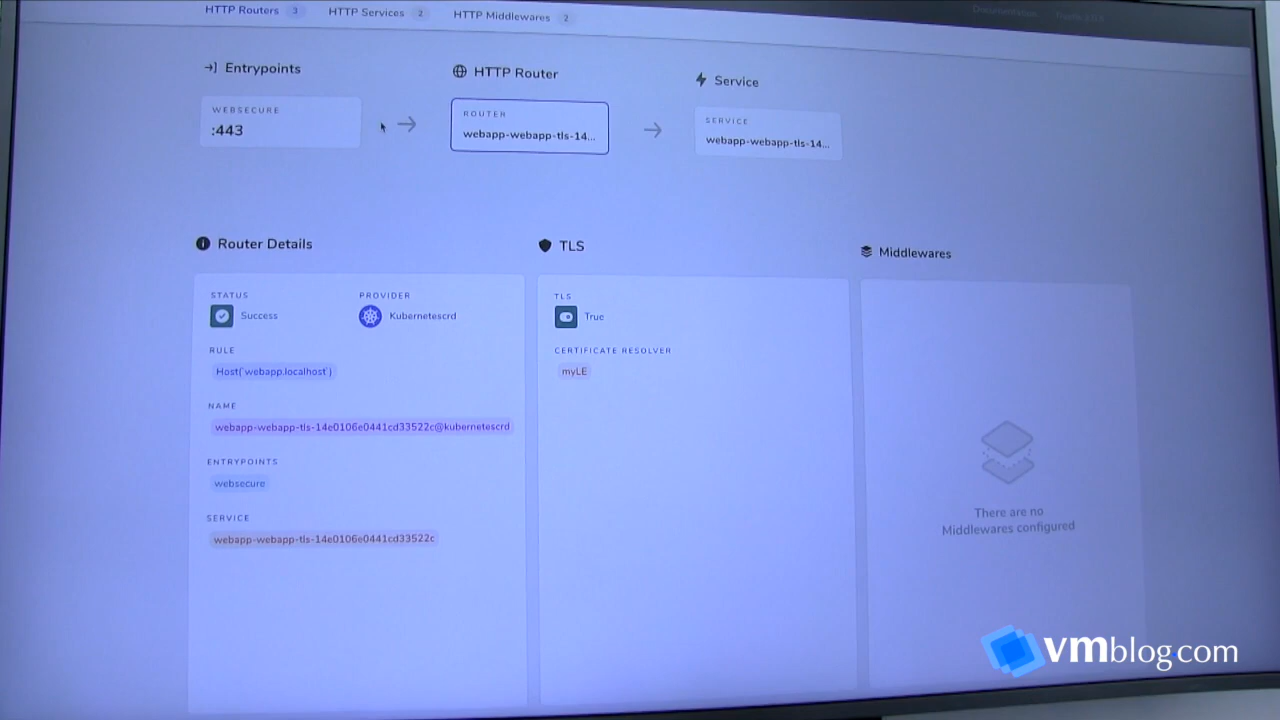 HTTP Routers 3 HTTP Services 2 HTTP Middlewares 2
Documentation
Entrypoints HTTP Router Service
WEBSECURE
:443
ROUTER
webapp-webapp-tls-14...
SERVICE
webapp-webapp-tls-14...
Router Details
STATUS PROVIDER
Success Kubernetescrd
RULE
Host(`webapp.localhost`)
NAME
webapp-webapp-tls-14e0106e0441cd33522c@kubernetescrd
ENTRYPOINTS
websecure
SERVICE
webapp-webapp-tls-14e0106e0441cd33522c
TLS
TLS
True
CERTIFICATE RESOLVER
myLE
Middlewares
There are no
Middlewares configured
vmblog.com